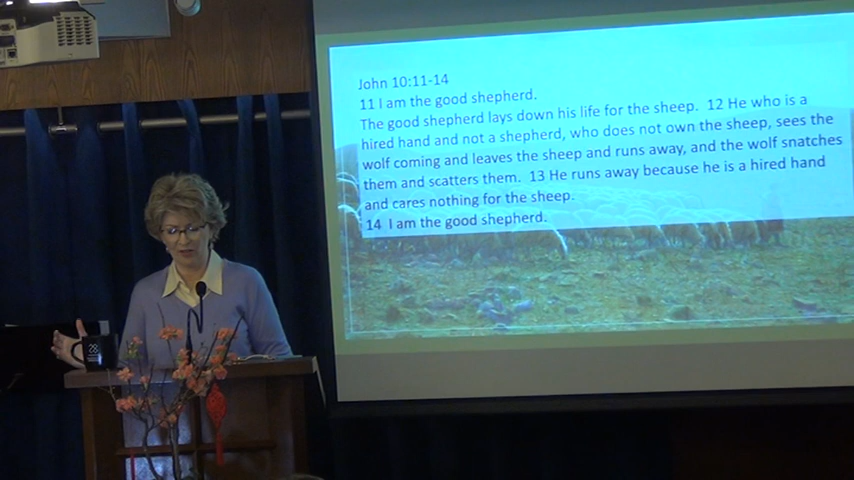 John 10:11-14
11 I am the good shepherd.
The good shepherd lays down his life for the sheep. 12 He who is a
hired hand and not a shepherd, who does not own the sheep, sees the
wolf coming and leaves the sheep and runs away, and the wolf snatches
them and scatters them. 13 He runs away because he is a hired hand
and cares nothing for the sheep.
14 I am the good shepherd.